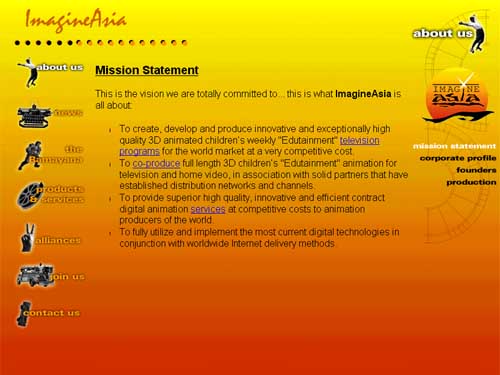 ImagineAsia
about us
about us
news
the Ramayana
products & services
alliances
join us
contact us
Mission Statement
This is the vision we are totally committed to... this is what ImagineAsia is
all about:
To create, develop and produce innovative and exceptionally high
quality 3D animated children's weekly "Edutainment" television
programs for the world market at a very competitive cost.
To co-produce full length 3D children's "Edutainment" animation for
television and home video, in association with solid partners that have
established distribution networks and channels.
To provide superior high quality, innovative and efficient contract
digital animation services at competitive costs to animation
producers of the world.
To fully utilize and implement the most current digital technologies in
conjunction with worldwide Internet delivery methods.
IMAGINE
ASIA
mission statement
corporate profile
founders
production